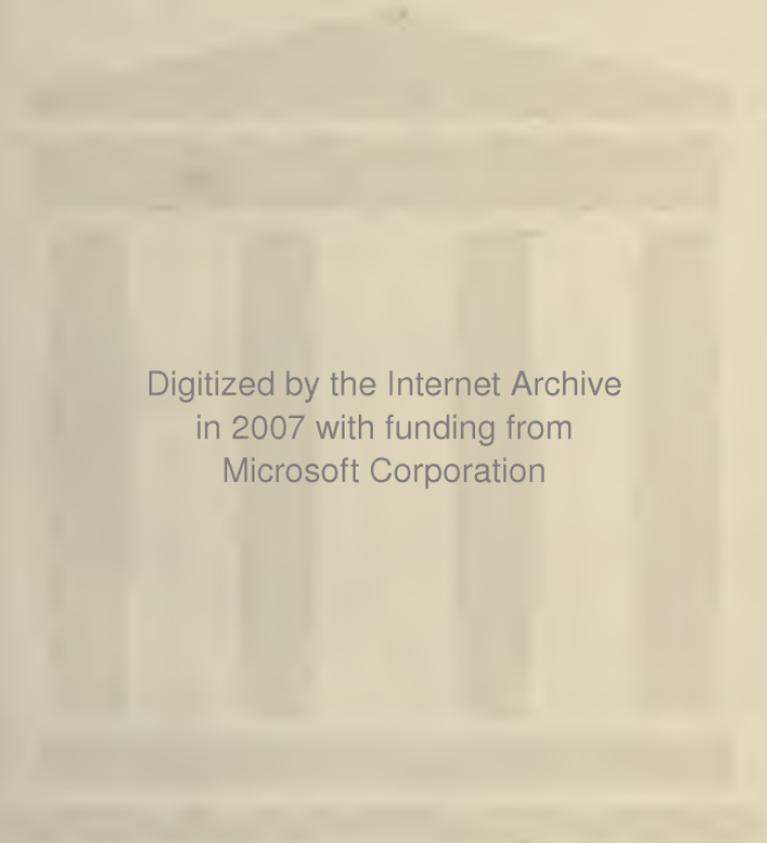 Digitized by the Internet Archive
in 2007 with funding from
Microsoft Corporation